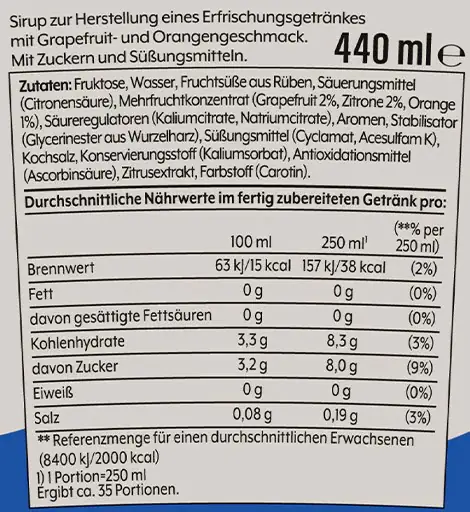 Sirup zur Herstellung eines Erfrischungsgetränkes
mit Grapefruit- und Orangengeschmack.
Mit Zuckern und Süßungsmitteln.
440 ml e
Zutaten: Fruktose, Wasser, Fruchtsüße aus Rüben, Säuerungsmittel
(Citronensäure), Mehrfruchtkonzentrat (Grapefruit 2%, Zitrone 2%, Orange
1%), Säureregulatoren (Kaliumcitrate, Natriumcitrate), Aromen, Stabilisator
(Glycerinester aus Wurzelharz), Süßungsmittel (Cyclamat, Acesulfam K),
Kochsalz, Konservierungsstoff (Kaliumsorbat), Antioxidationsmittel
(Ascorbinsäure), Zitrusextrakt, Farbstoff (Carotin).
Durchschnittliche Nährwerte im fertig zubereiteten Getränk pro:
100 ml 250 ml¹ (**% per 250 ml)
Brennwert 63 kJ/15 kcal 157 kJ/38 kcal (2%)
Fett 0 g 0 g (0%)
davon gesättigte Fettsäuren 0 g 0 g (0%)
Kohlenhydrate 3,3 g 8,3 g (3%)
davon Zucker 3,2 g 8,0 g (9%)
Eiweiß 0 g 0 g (0%)
Salz 0,08 g 0,19 g (3%)
** Referenzmenge für einen durchschnittlichen Erwachsenen
(8400 kJ/2000 kcal)
1) 1 Portion=250 ml
Ergibt ca. 35 Portionen.